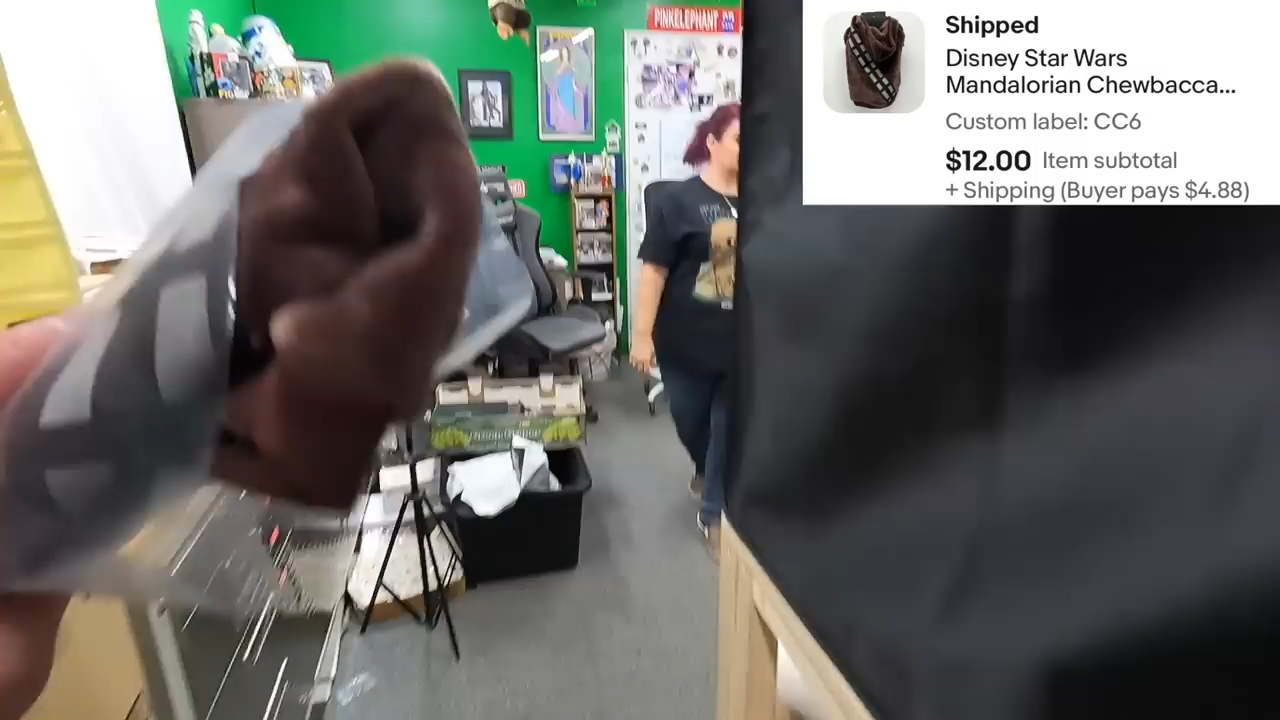 PINKELEPHANT
Shipped
Disney Star Wars
Mandalorian Chewbacca...
Custom label: CC6
$12.00 Item subtotal
+ Shipping (Buyer pays $4.88)